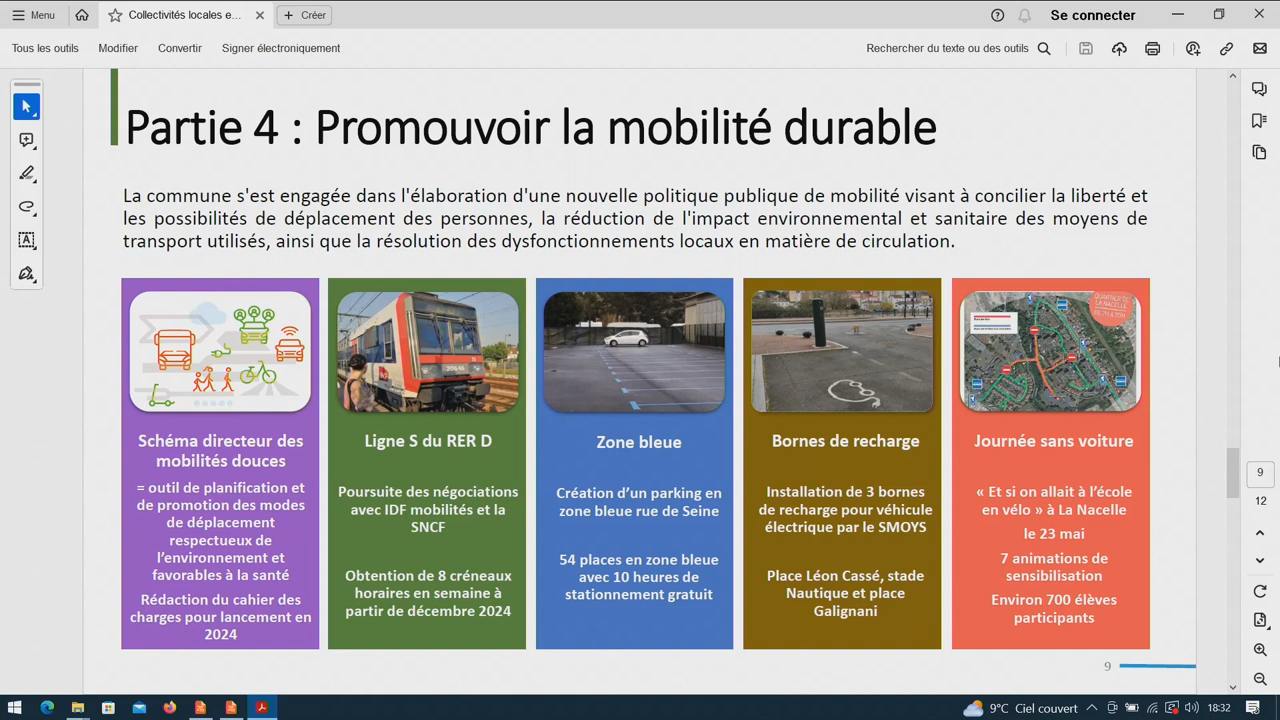 Menu
Collectivités locales e...
Créer
Se connecter
Tous les outils
Modifier
Convertir
Signer électroniquement
Rechercher du texte ou des outils
Partie 4 : Promouvoir la mobilité durable
La commune s'est engagée dans l'élaboration d'une nouvelle politique publique de mobilité visant à concilier la liberté et
les possibilités de déplacement des personnes, la réduction de l'impact environnemental et sanitaire des moyens de
transport utilisés, ainsi que la résolution des dysfonctionnements locaux en matière de circulation.
Schéma directeur des
mobilités douces
= outil de planification et
de promotion des modes
de déplacement
respectueux de
l'environnement et
favorables à la santé
Rédaction du cahier des
charges pour lancement en
2024
Ligne S du RER D
Poursuite des négociations
avec IDF mobilités et la
SNCF
Obtention de 8 créneaux
horaires en semaine à
partir de décembre 2024
Zone bleue
Création d'un parking en
zone bleue rue de Seine
54 places en zone bleue
avec 10 heures de
stationnement gratuit
Bornes de recharge
Installation de 3 bornes
de recharge pour véhicule
électrique par le SMOYS
Place Léon Cassé, stade
Nautique et place
Galignani
QUARTIER DE
LA NACELLE
Journée sans voiture
« Et si on allait à l'école
en vélo » à La Nacelle
le 23 mai
7 animations de
sensibilisation
Environ 700 élèves
participants
9
9
12
9°C Ciel couvert
18:32